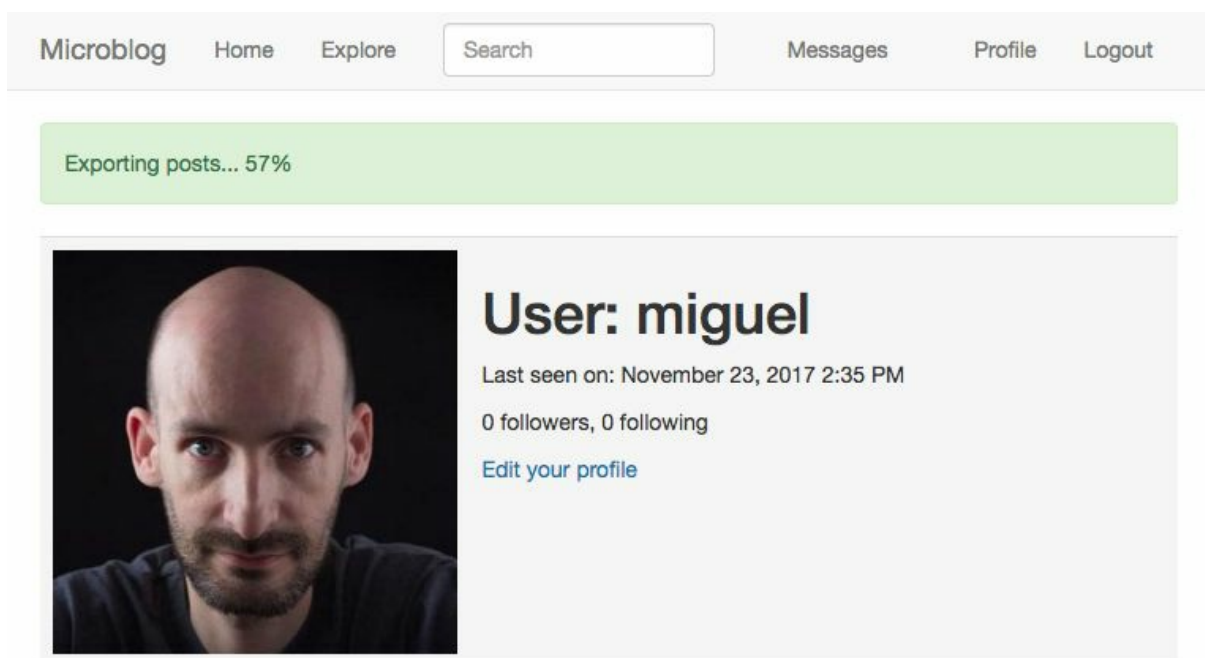 Microblog Home Explore Search Messages Profile Logout
Exporting posts... 57%
User: miguel
Last seen on: November 23, 2017 2:35 PM
0 followers, 0 following
Edit your profile